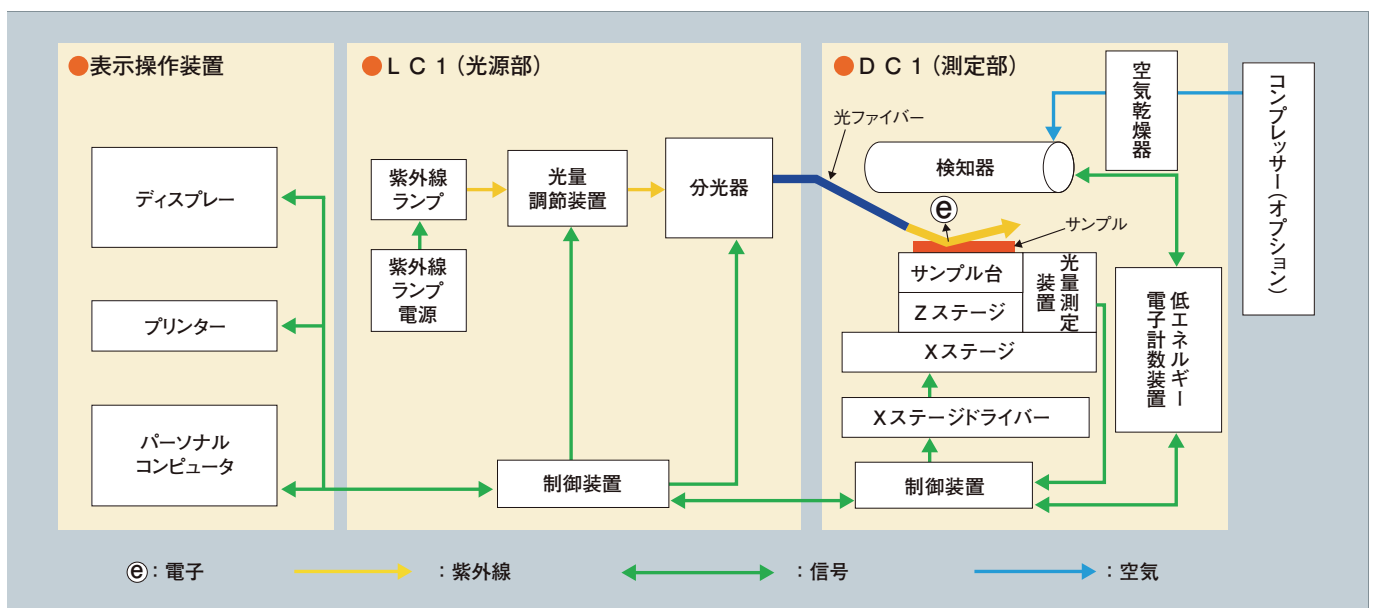 ●表示操作装置
ディスプレー
プリンター
パーソナル
コンピュータ
●LC1(光源部)
紫外線
ランプ
紫外線
ランプ
電源
光量
調節装置
分光器
制御装置
●DC1(測定部)
光ファイバー
検知器
空気乾燥器
コンプレッサー(オプション)
e
サンプル
サンプル台
Zステージ
光量測定
装置
Xステージ
Xステージドライバー
制御装置
低エネルギー
電子計数装置
e:電子
:紫外線
:信号
:空気